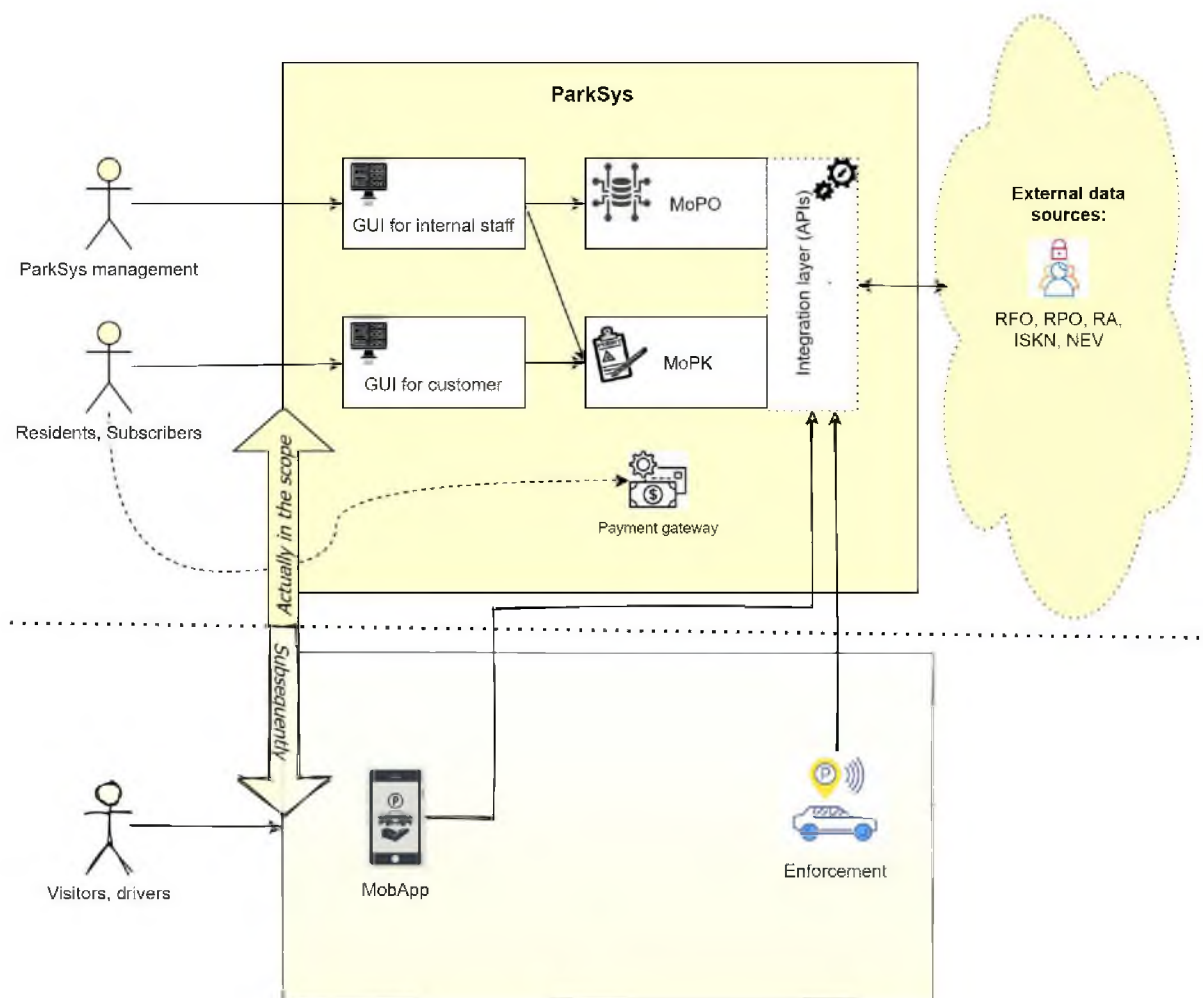 ParkSys
External data
sources:
RFO, RPO, RA,
ISKN, NEV
ParkSys management
GUI for internal staff
MoPO
Integration layer (APIs)
Residents, Subscribers
GUI for customer
MoPK
Actually in the scope
Payment gateway
Subsequently
Visitors, drivers
P
MobApp
P
Enforcement